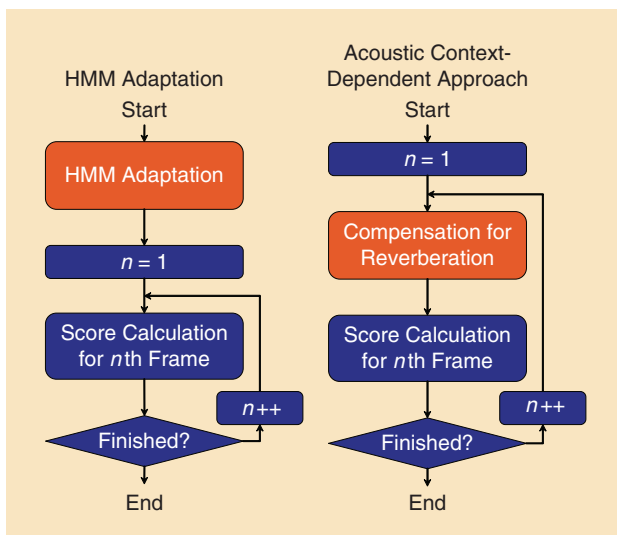 HMM Adaptation
Start
HMM Adaptation
n = 1
Score Calculation
for nth Frame
n++
Finished?
End
Acoustic Context-
Dependent Approach
Start
n = 1
Compensation for
Reverberation
Score Calculation
for nth Frame
n++
Finished?
End